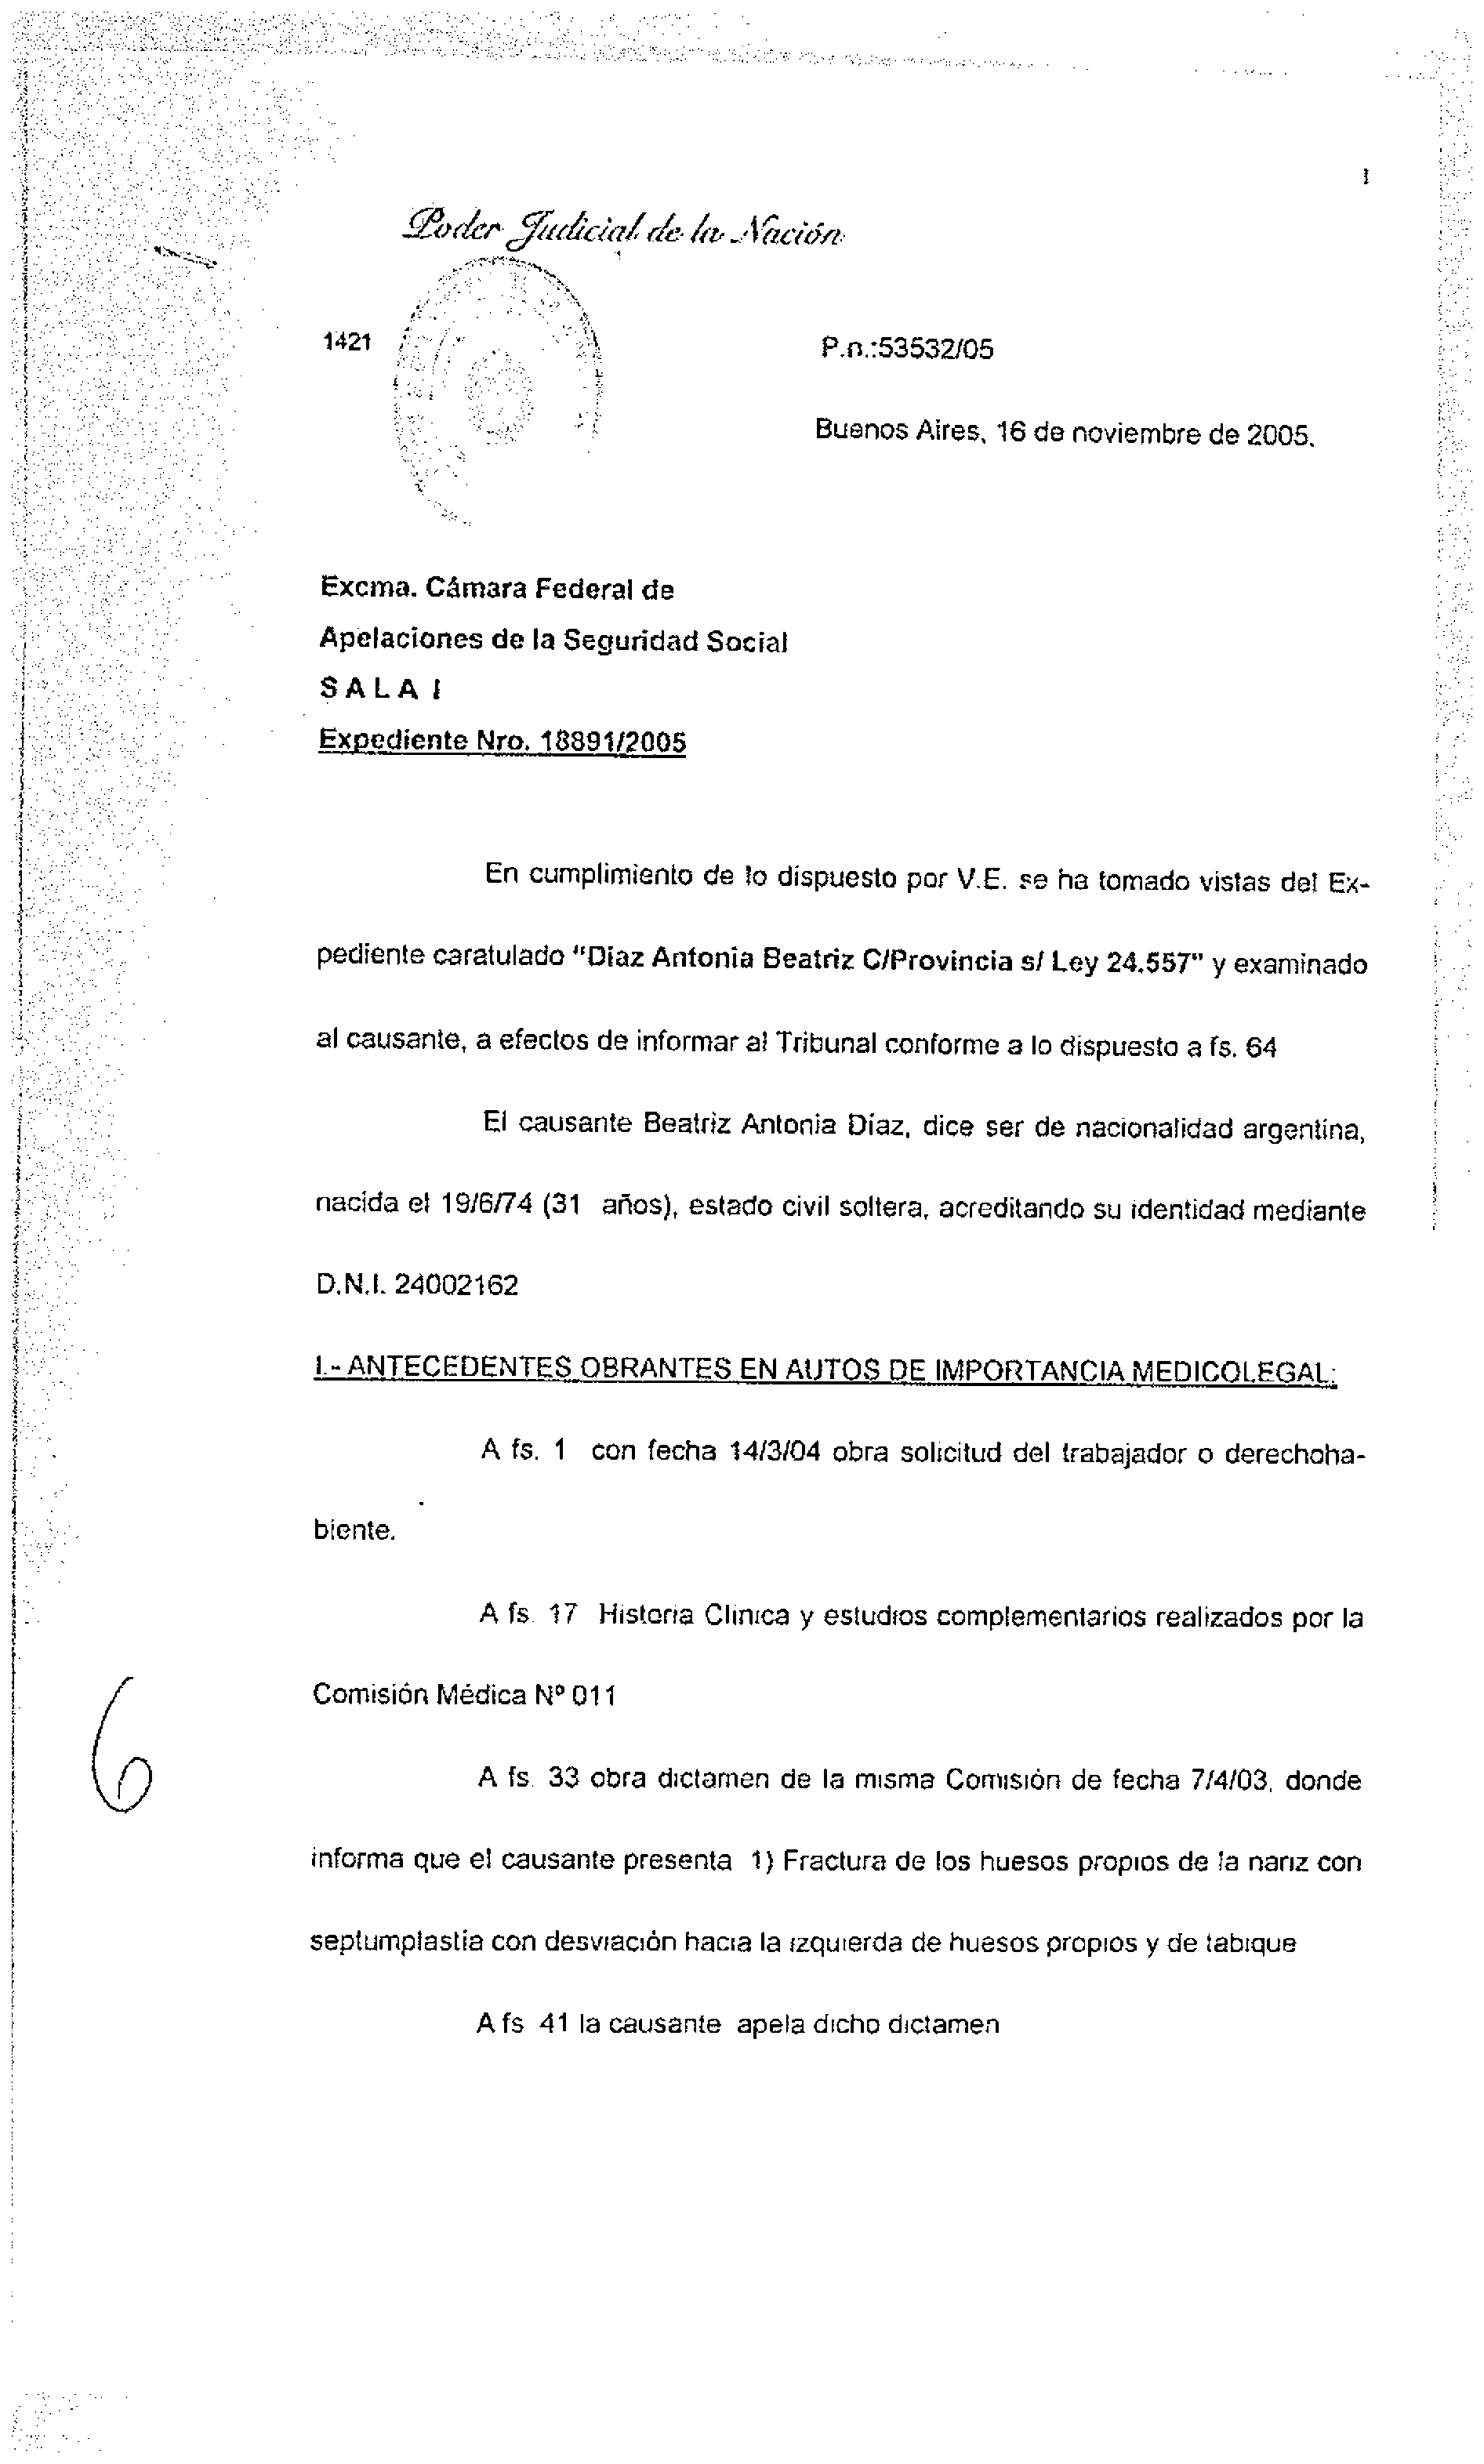 1
Poder Judicial de la Nación
1421
P.n.:53532/05
Buenos Aires, 16 de noviembre de 2005.
Excma. Cámara Federal de
Apelaciones de la Seguridad Social
S A L A I
Expediente Nro. 18891/2005
En cumplimiento de lo dispuesto por V.E. se ha tomado vistas del Ex-
pediente caratulado "Diaz Antonia Beatriz C/Provincia s/ Ley 24.557" y examinado
al causante, a efectos de informar al Tribunal conforme a lo dispuesto a fs. 64
El causante Beatriz Antonia Díaz, dice ser de nacionalidad argentina,
nacida el 19/6/74 (31 años), estado civil soltera, acreditando su identidad mediante
D.N.I. 24002162
I.- ANTECEDENTES OBRANTES EN AUTOS DE IMPORTANCIA MEDICOLEGAL:
A fs. 1 con fecha 14/3/04 obra solicitud del trabajador o derechoha-
biente.
A fs. 17 Historia Clinica y estudios complementarios realizados por la
Comisión Médica Nº 011
6
A fs. 33 obra dictamen de la misma Comisión de fecha 7/4/03, donde
informa que el causante presenta 1) Fractura de los huesos propios de la nariz con
septumplastia con desviación hacia la izquierda de huesos propios y de tabique
A fs 41 la causante apela dicho dictamen